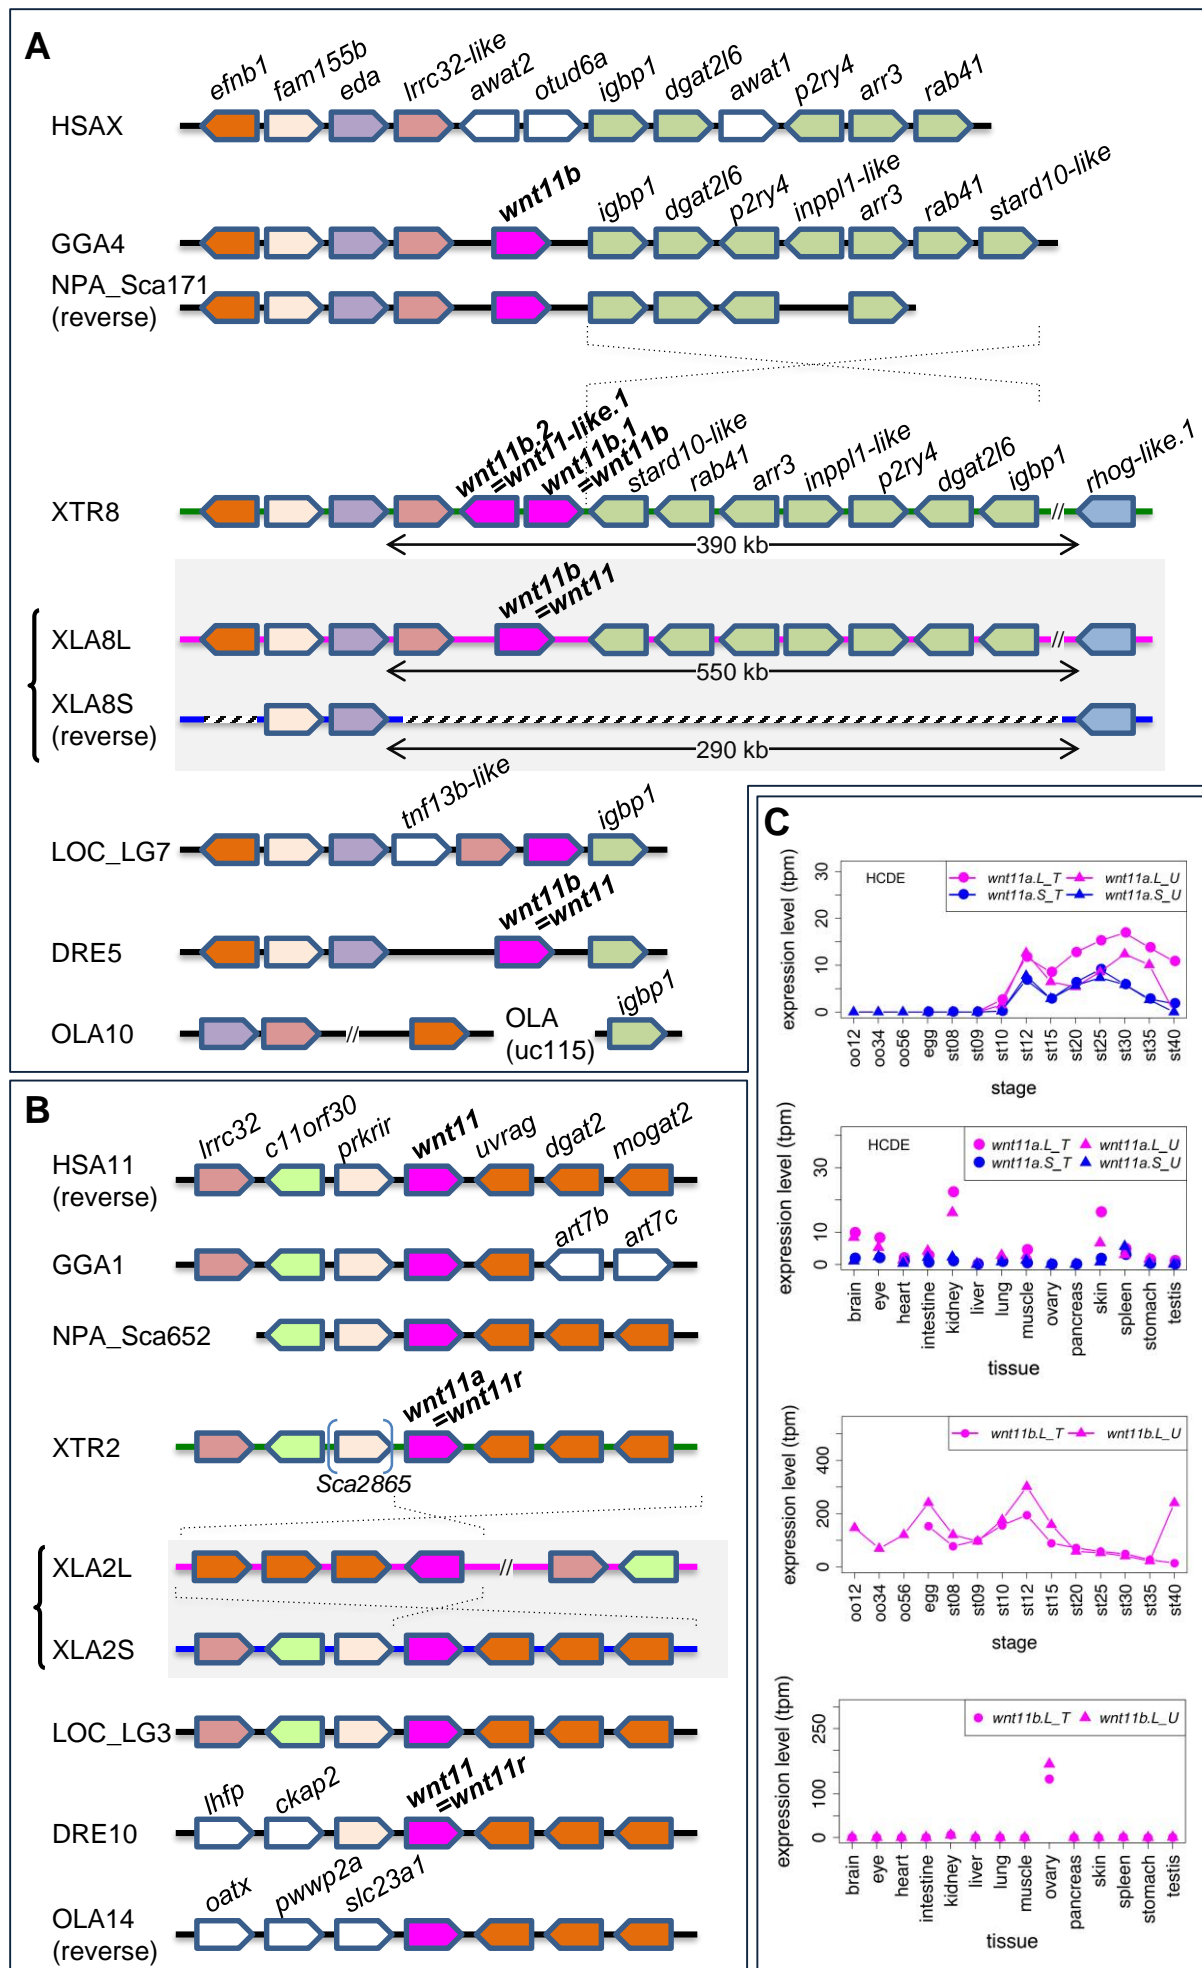 A
efnb1 fam155b eda lrrc32-like awat2 otud6a igbp1 dgat2l6 awat1 p2ry4 arr3 rab41
HSAX
wnt11b igbp1 dgat2l6 p2ry4 inppl1-like arr3 rab41 stard10-like
GGA4
NPA_Sca171
(reverse)
wnt11b.2
=wnt11-like.1
wnt11b.1
=wnt11b
stard10-like rab41 arr3 inppl1-like p2ry4 dgat2l6 igbp1 rhog-like.1
XTR8
//
390 kb
wnt11b
=wnt11
XLA8L
//
550 kb
XLA8S
(reverse)
290 kb
tnf13b-like igbp1
LOC_LG7
wnt11b
=wnt11
DRE5
igbp1
OLA10
//
OLA
(uc115)
B
lrrc32 c11orf30 prkrir wnt11 uvrag dgat2 mogat2
HSA11
(reverse)
art7b art7c
GGA1
NPA_Sca652
wnt11a
=wnt11r
XTR2
Sca2865
XLA2L
//
XLA2S
LOC_LG3
lhfp ckap2
wnt11
=wnt11r
DRE10
oatx pwwp2a slc23a1
OLA14
(reverse)
C
HCDE
wnt11a.L_T wnt11a.L_U
wnt11a.S_T wnt11a.S_U
expression level (tpm)
30
20
10
0
oo12 oo34 oo56 egg st08 st09 st10 st12 st15 st20 st25 st30 st35 st40
stage
HCDE
wnt11a.L_T wnt11a.L_U
wnt11a.S_T wnt11a.S_U
expression level (tpm)
30
10
0
brain eye heart intestine kidney liver lung muscle ovary pancreas skin spleen stomach testis
tissue
wnt11b.L_T wnt11b.L_U
expression level (tpm)
400
200
0
oo12 oo34 oo56 egg st08 st09 st10 st12 st15 st20 st25 st30 st35 st40
stage
wnt11b.L_T wnt11b.L_U
expression level (tpm)
250
100
0
brain eye heart intestine kidney liver lung muscle ovary pancreas skin spleen stomach testis
tissue